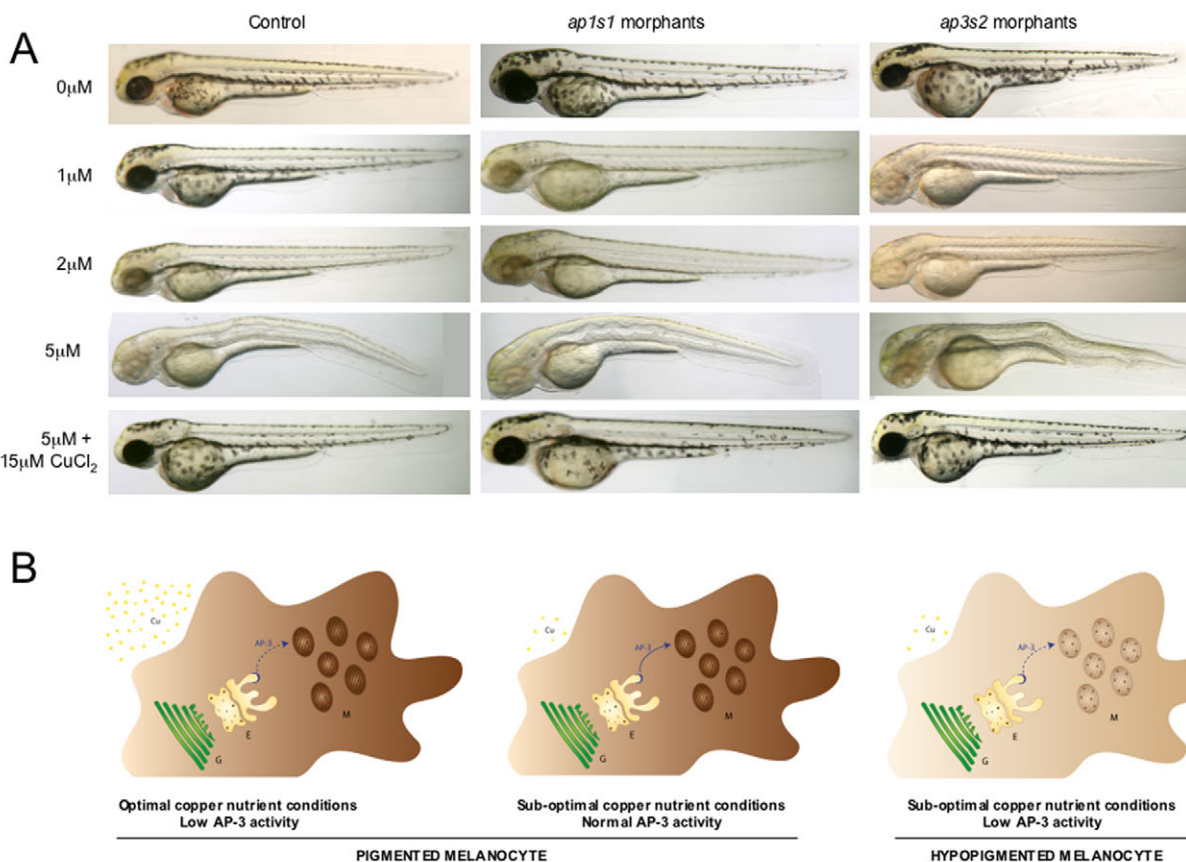 A
Control
ap1s1 morphants
ap3s2 morphants
0μM
1μM
2μM
5μM
5μM +
15μM CuCl₂
B
Cu
AP-3
E
G
M
Cu
AP-3
E
G
M
Cu
AP-3
E
G
M
Optimal copper nutrient conditions
Low AP-3 activity
Sub-optimal copper nutrient conditions
Normal AP-3 activity
Sub-optimal copper nutrient conditions
Low AP-3 activity
PIGMENTED MELANOCYTE
HYPOPIGMENTED MELANOCYTE